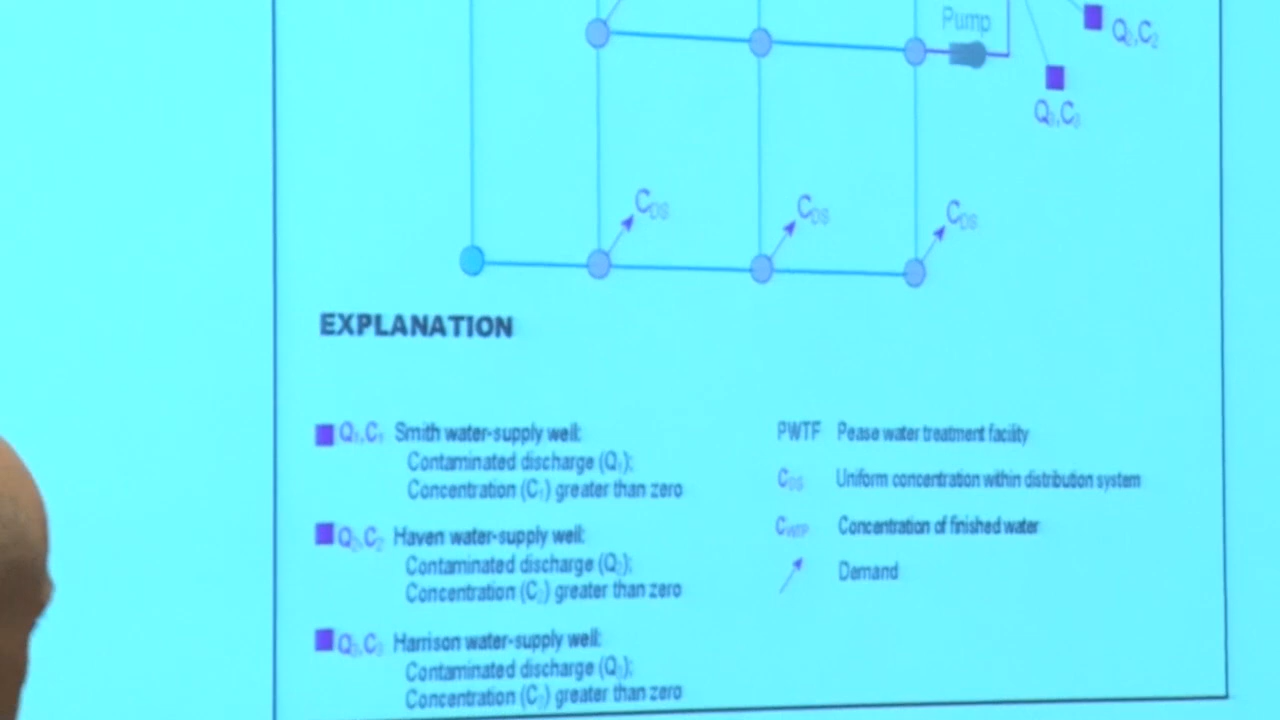 Pump
Q₂,C₂
Q₃,C₃
C_DS
C_DS
C_DS
EXPLANATION
Q₁,C₁ Smith water-supply well:
Contaminated discharge (Q₁);
Concentration (C₁) greater than zero
Q₂,C₂ Haven water-supply well:
Contaminated discharge (Q₂);
Concentration (C₂) greater than zero
Q₃,C₃ Harrison water-supply well:
Contaminated discharge (Q₃);
Concentration (C₃) greater than zero
PWTF Pease water treatment facility
C_DS Uniform concentration within distribution system
C_WTP Concentration of finished water
Demand